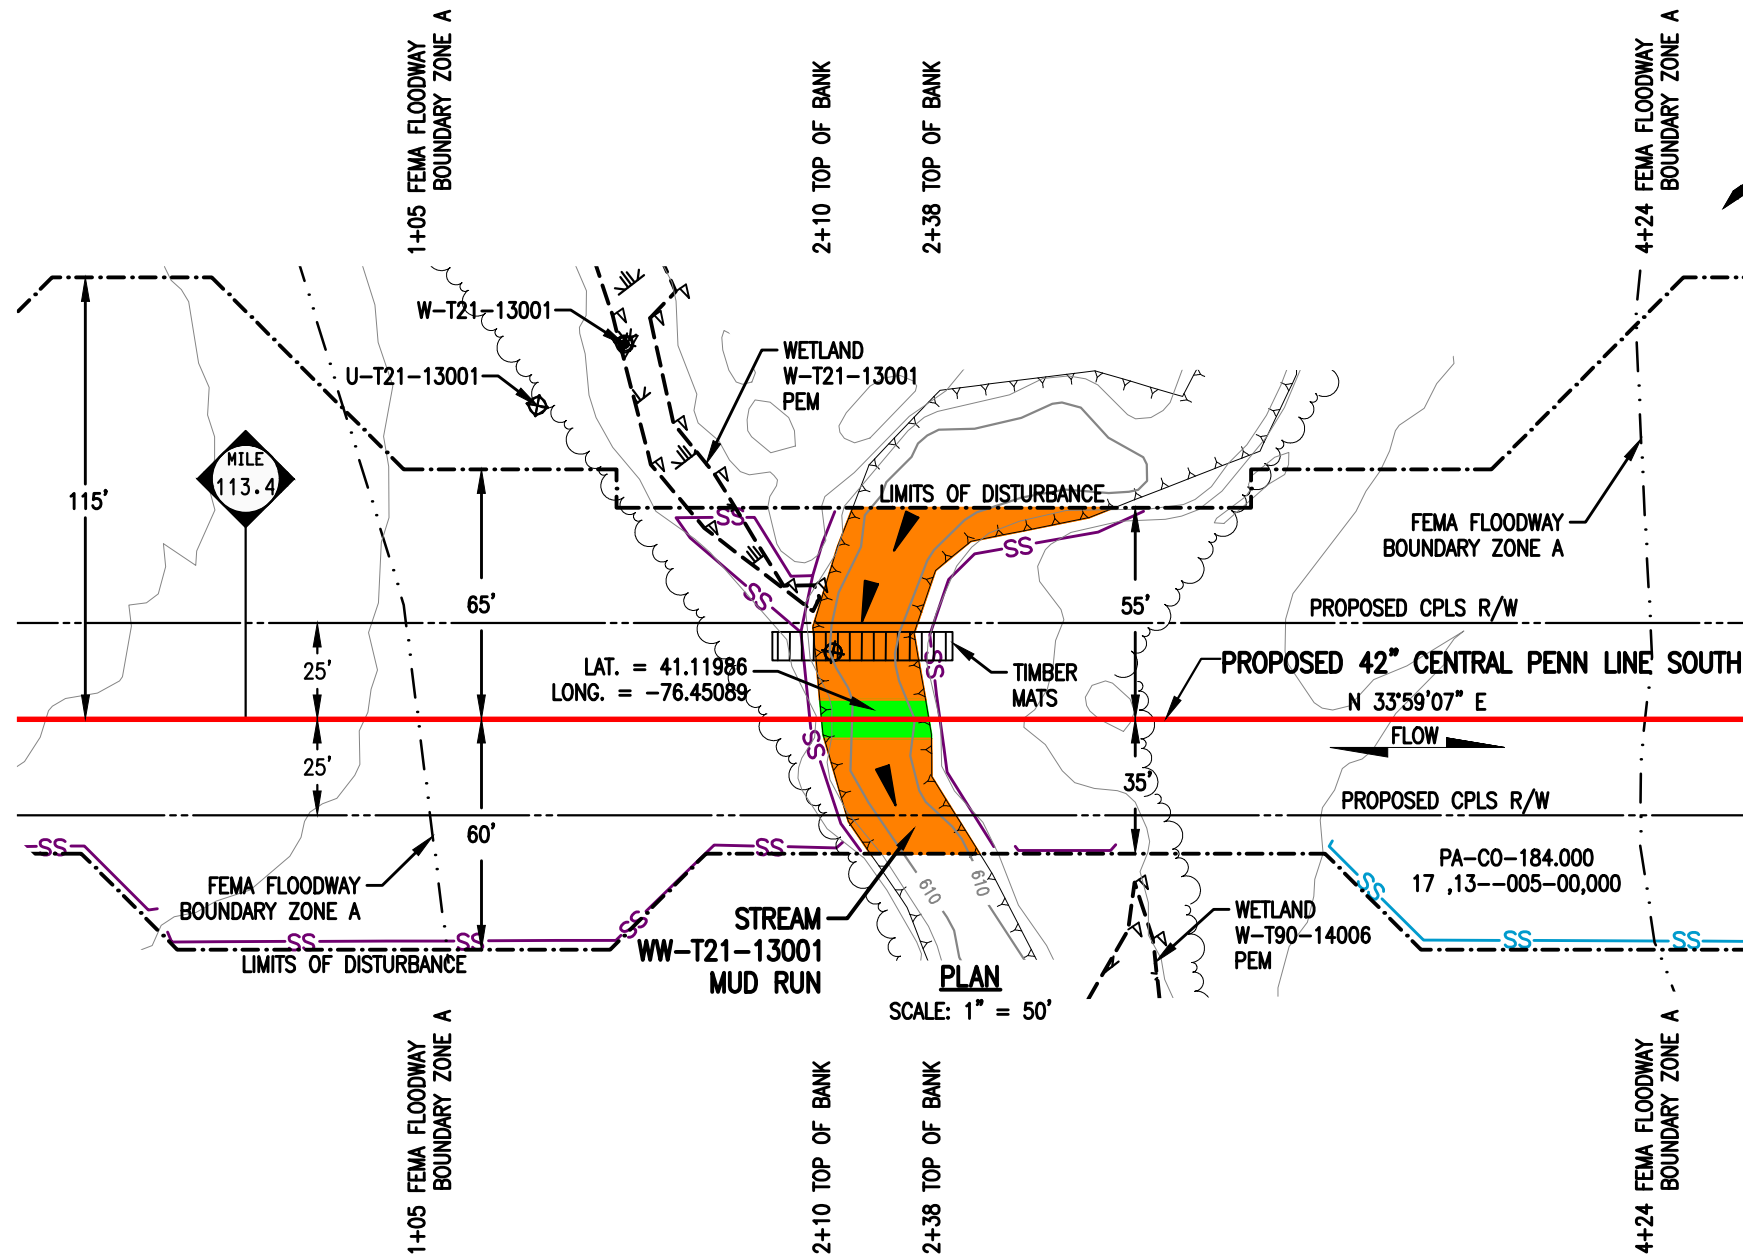 1+05 FEMA FLOODWAY
BOUNDARY ZONE A
2+10 TOP OF BANK
2+38 TOP OF BANK
4+24 FEMA FLOODWAY
BOUNDARY ZONE A
W-T21-13001
U-T21-13001
WETLAND
W-T21-13001
PEM
MILE
113.4
115'
LIMITS OF DISTURBANCE
SS
SS
FEMA FLOODWAY
BOUNDARY ZONE A
65'
SS
55'
PROPOSED CPLS R/W
25'
LAT. = 41.11986
LONG. = -76.45089
SS
TIMBER
MATS
PROPOSED 42" CENTRAL PENN LINE SOUTH
N 33°59'07" E
FLOW
SS
25'
35'
PROPOSED CPLS R/W
60'
SS
SS
PA-CO-184.000
17 ,13--005-00,000
FEMA FLOODWAY
BOUNDARY ZONE A
610
610
SS
STREAM
WW-T21-13001
MUD RUN
WETLAND
W-T90-14006
PEM
SS
SS
SS
SS
SS
LIMITS OF DISTURBANCE
PLAN
SCALE: 1" = 50'
1+05 FEMA FLOODWAY
BOUNDARY ZONE A
2+10 TOP OF BANK
2+38 TOP OF BANK
4+24 FEMA FLOODWAY
BOUNDARY ZONE A